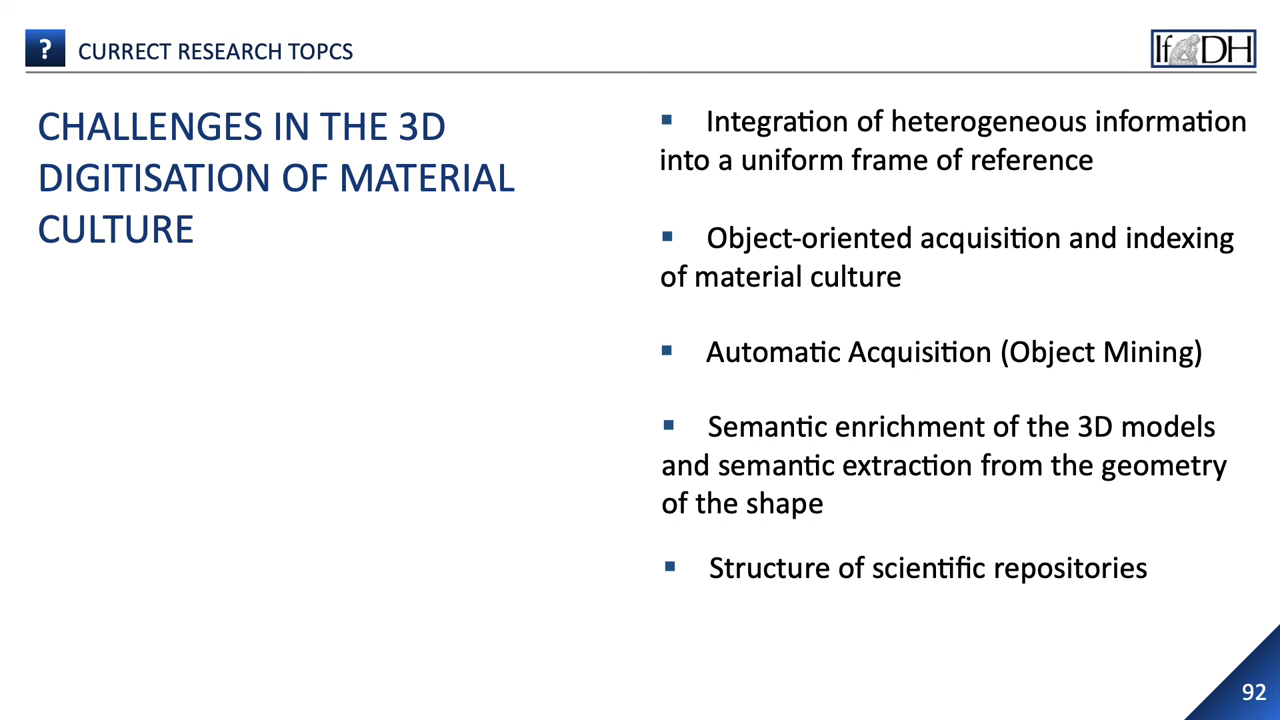 ?
CURRECT RESEARCH TOPCS
If DH
CHALLENGES IN THE 3D
DIGITISATION OF MATERIAL
CULTURE
▪ Integration of heterogeneous information
into a uniform frame of reference
▪ Object-oriented acquisition and indexing
of material culture
▪ Automatic Acquisition (Object Mining)
▪ Semantic enrichment of the 3D models
and semantic extraction from the geometry
of the shape
▪ Structure of scientific repositories
92